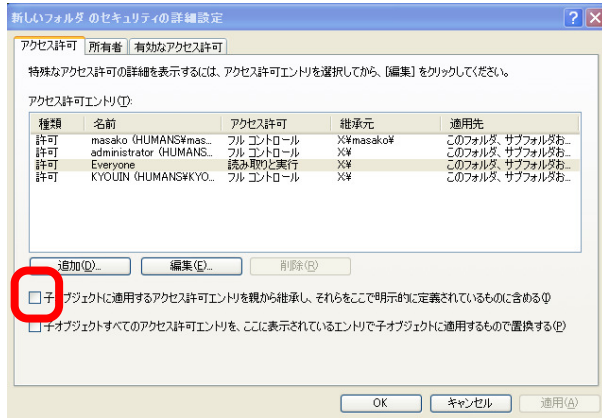 新しいフォルダ のセキュリティの詳細設定
アクセス許可 所有者 有効なアクセス許可
特殊なアクセス許可の詳細を表示するには、アクセス許可エントリを選択してから、[編集] をクリックしてください。
アクセス許可エントリ(T):
種類 名前 アクセス許可 継承元 適用先
許可 masako (HUMANS¥mas... フル コントロール X:¥masako¥ このフォルダ、サブフォルダお...
許可 administrator (HUMANS... フル コントロール X:¥ このフォルダ、サブフォルダお...
許可 Everyone 読み取りと実行 X:¥ このフォルダ、サブフォルダお...
許可 KYOUIN (HUMANS¥KYO... フル コントロール X:¥ このフォルダ、サブフォルダお...
追加(D)... 編集(E)... 削除(R)
子オブジェクトに適用するアクセス許可エントリを親から継承し、それらをここで明示的に定義されているものに含める(I)
子オブジェクトすべてのアクセス許可エントリを、ここに表示されているエントリで子オブジェクトに適用するもので置換する(P)
OK キャンセル 適用(A)